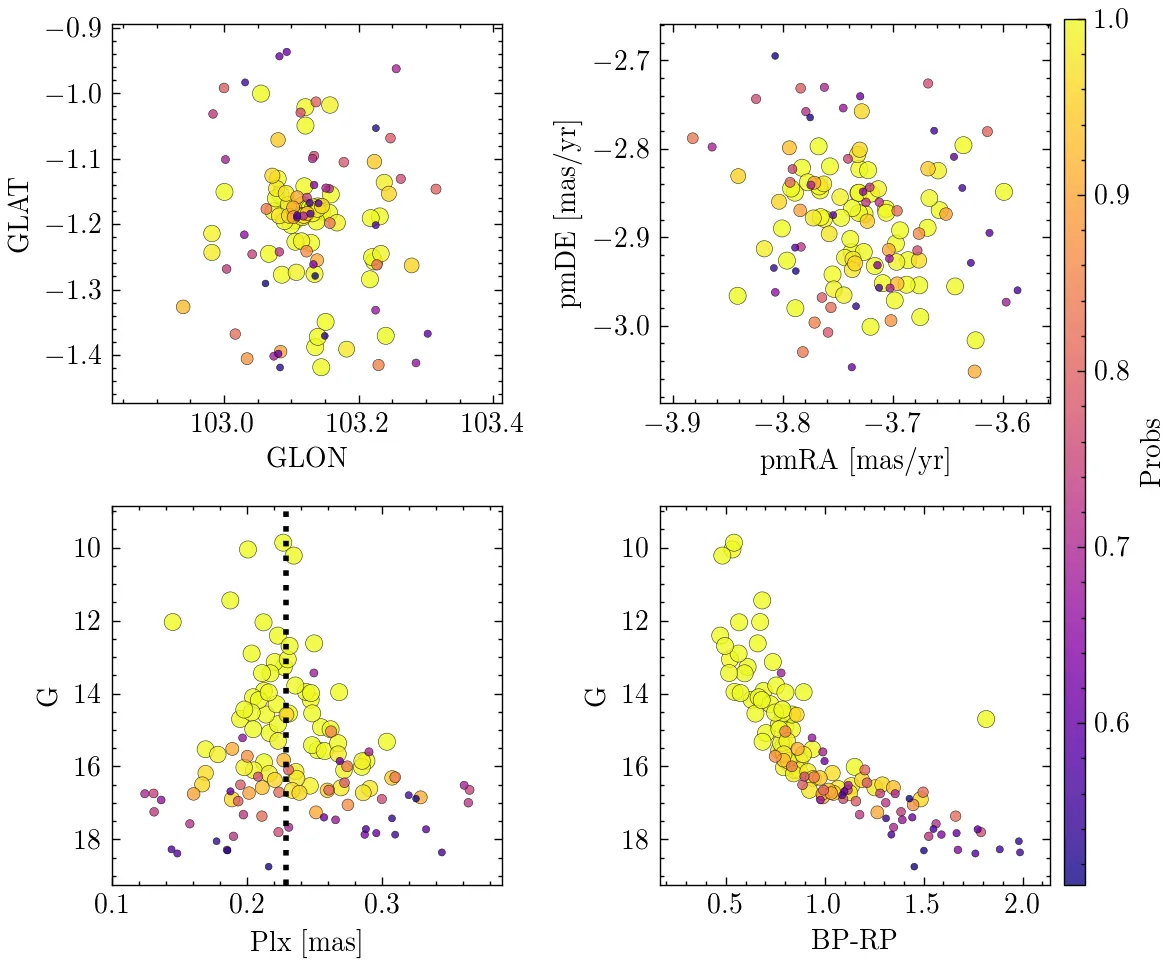 −0.9
−1.0
−1.1
−1.2
−1.3
−1.4
GLAT
103.0 103.2 103.4
GLON
−2.7
−2.8
−2.9
−3.0
pmDE [mas/yr]
−3.9 −3.8 −3.7 −3.6
pmRA [mas/yr]
10
12
14
16
18
G
0.1 0.2 0.3
Plx [mas]
10
12
14
16
18
G
0.5 1.0 1.5 2.0
BP-RP
1.0
0.9
0.8
0.7
0.6
Probs